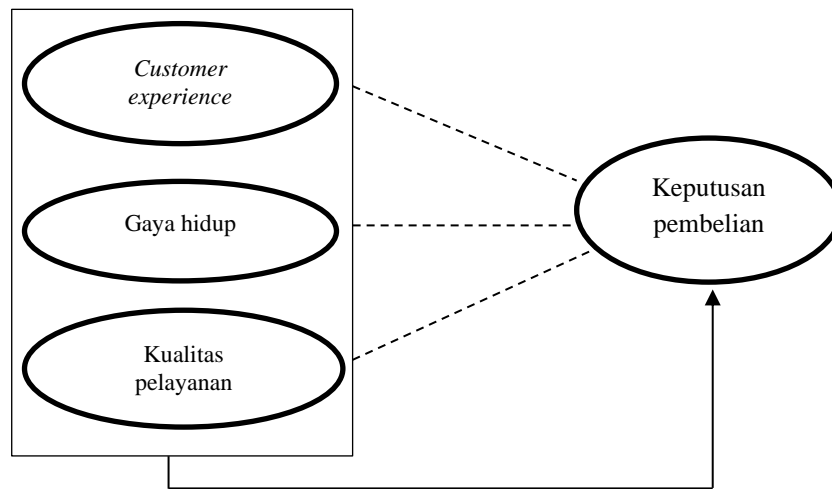 Customer
experience
Gaya hidup
Kualitas
pelayanan
Keputusan
pembelian